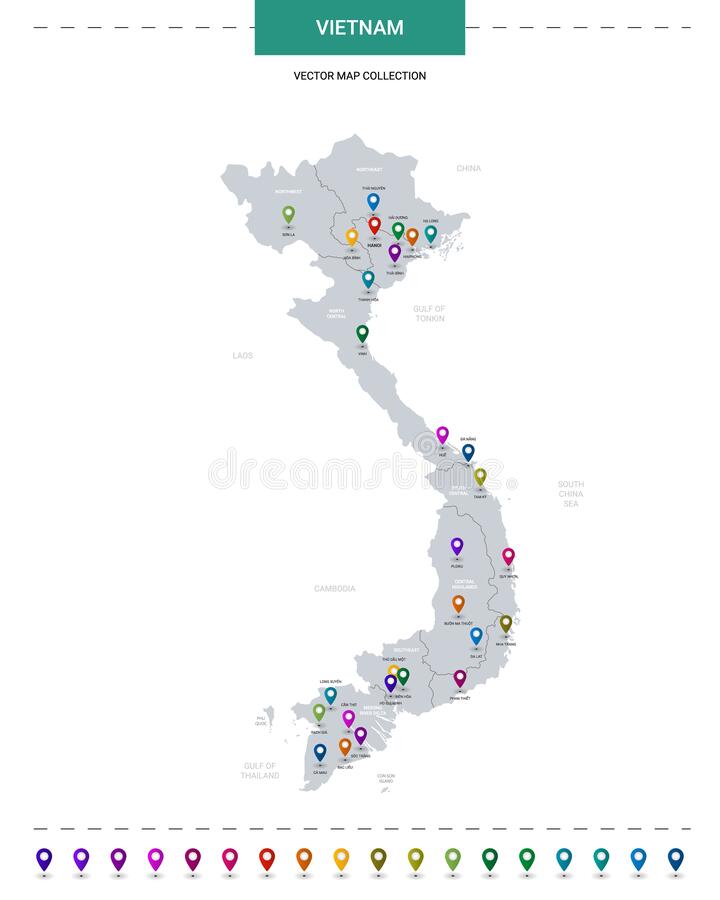 VIETNAM
VECTOR MAP COLLECTION
CHINA
NORTHEAST
NORTHWEST
THÁI NGUYÊN
HẢI DƯƠNG
HẠ LONG
SƠN LA
HANOI
HÒA BÌNH
HAIPHONG
THÁI BÌNH
THANH HÓA
NORTH
CENTRAL
GULF OF
TONKIN
LAOS
VINH
HUẾ
ĐÀ NẴNG
dreamstime.
SOUTH
CENTRAL
TAM KỲ
SOUTH
CHINA
SEA
PLEIKU
QUY NHƠN
CENTRAL
HIGHLANDS
CAMBODIA
BUÔN MA THUỘT
NHA TRANG
DA LAT
SOUTHEAST
THỦ DẦU MỘT
BIÊN HÒA
HO CHI MINH
PHAN THIẾT
LONG XUYÊN
CẦN THƠ
MEKONG
RIVER DELTA
PHU
QUOC
RẠCH GIÁ
SÓC TRĂNG
BẠC LIÊU
CÀ MAU
GULF OF
THAILAND
CON SON
ISLAND